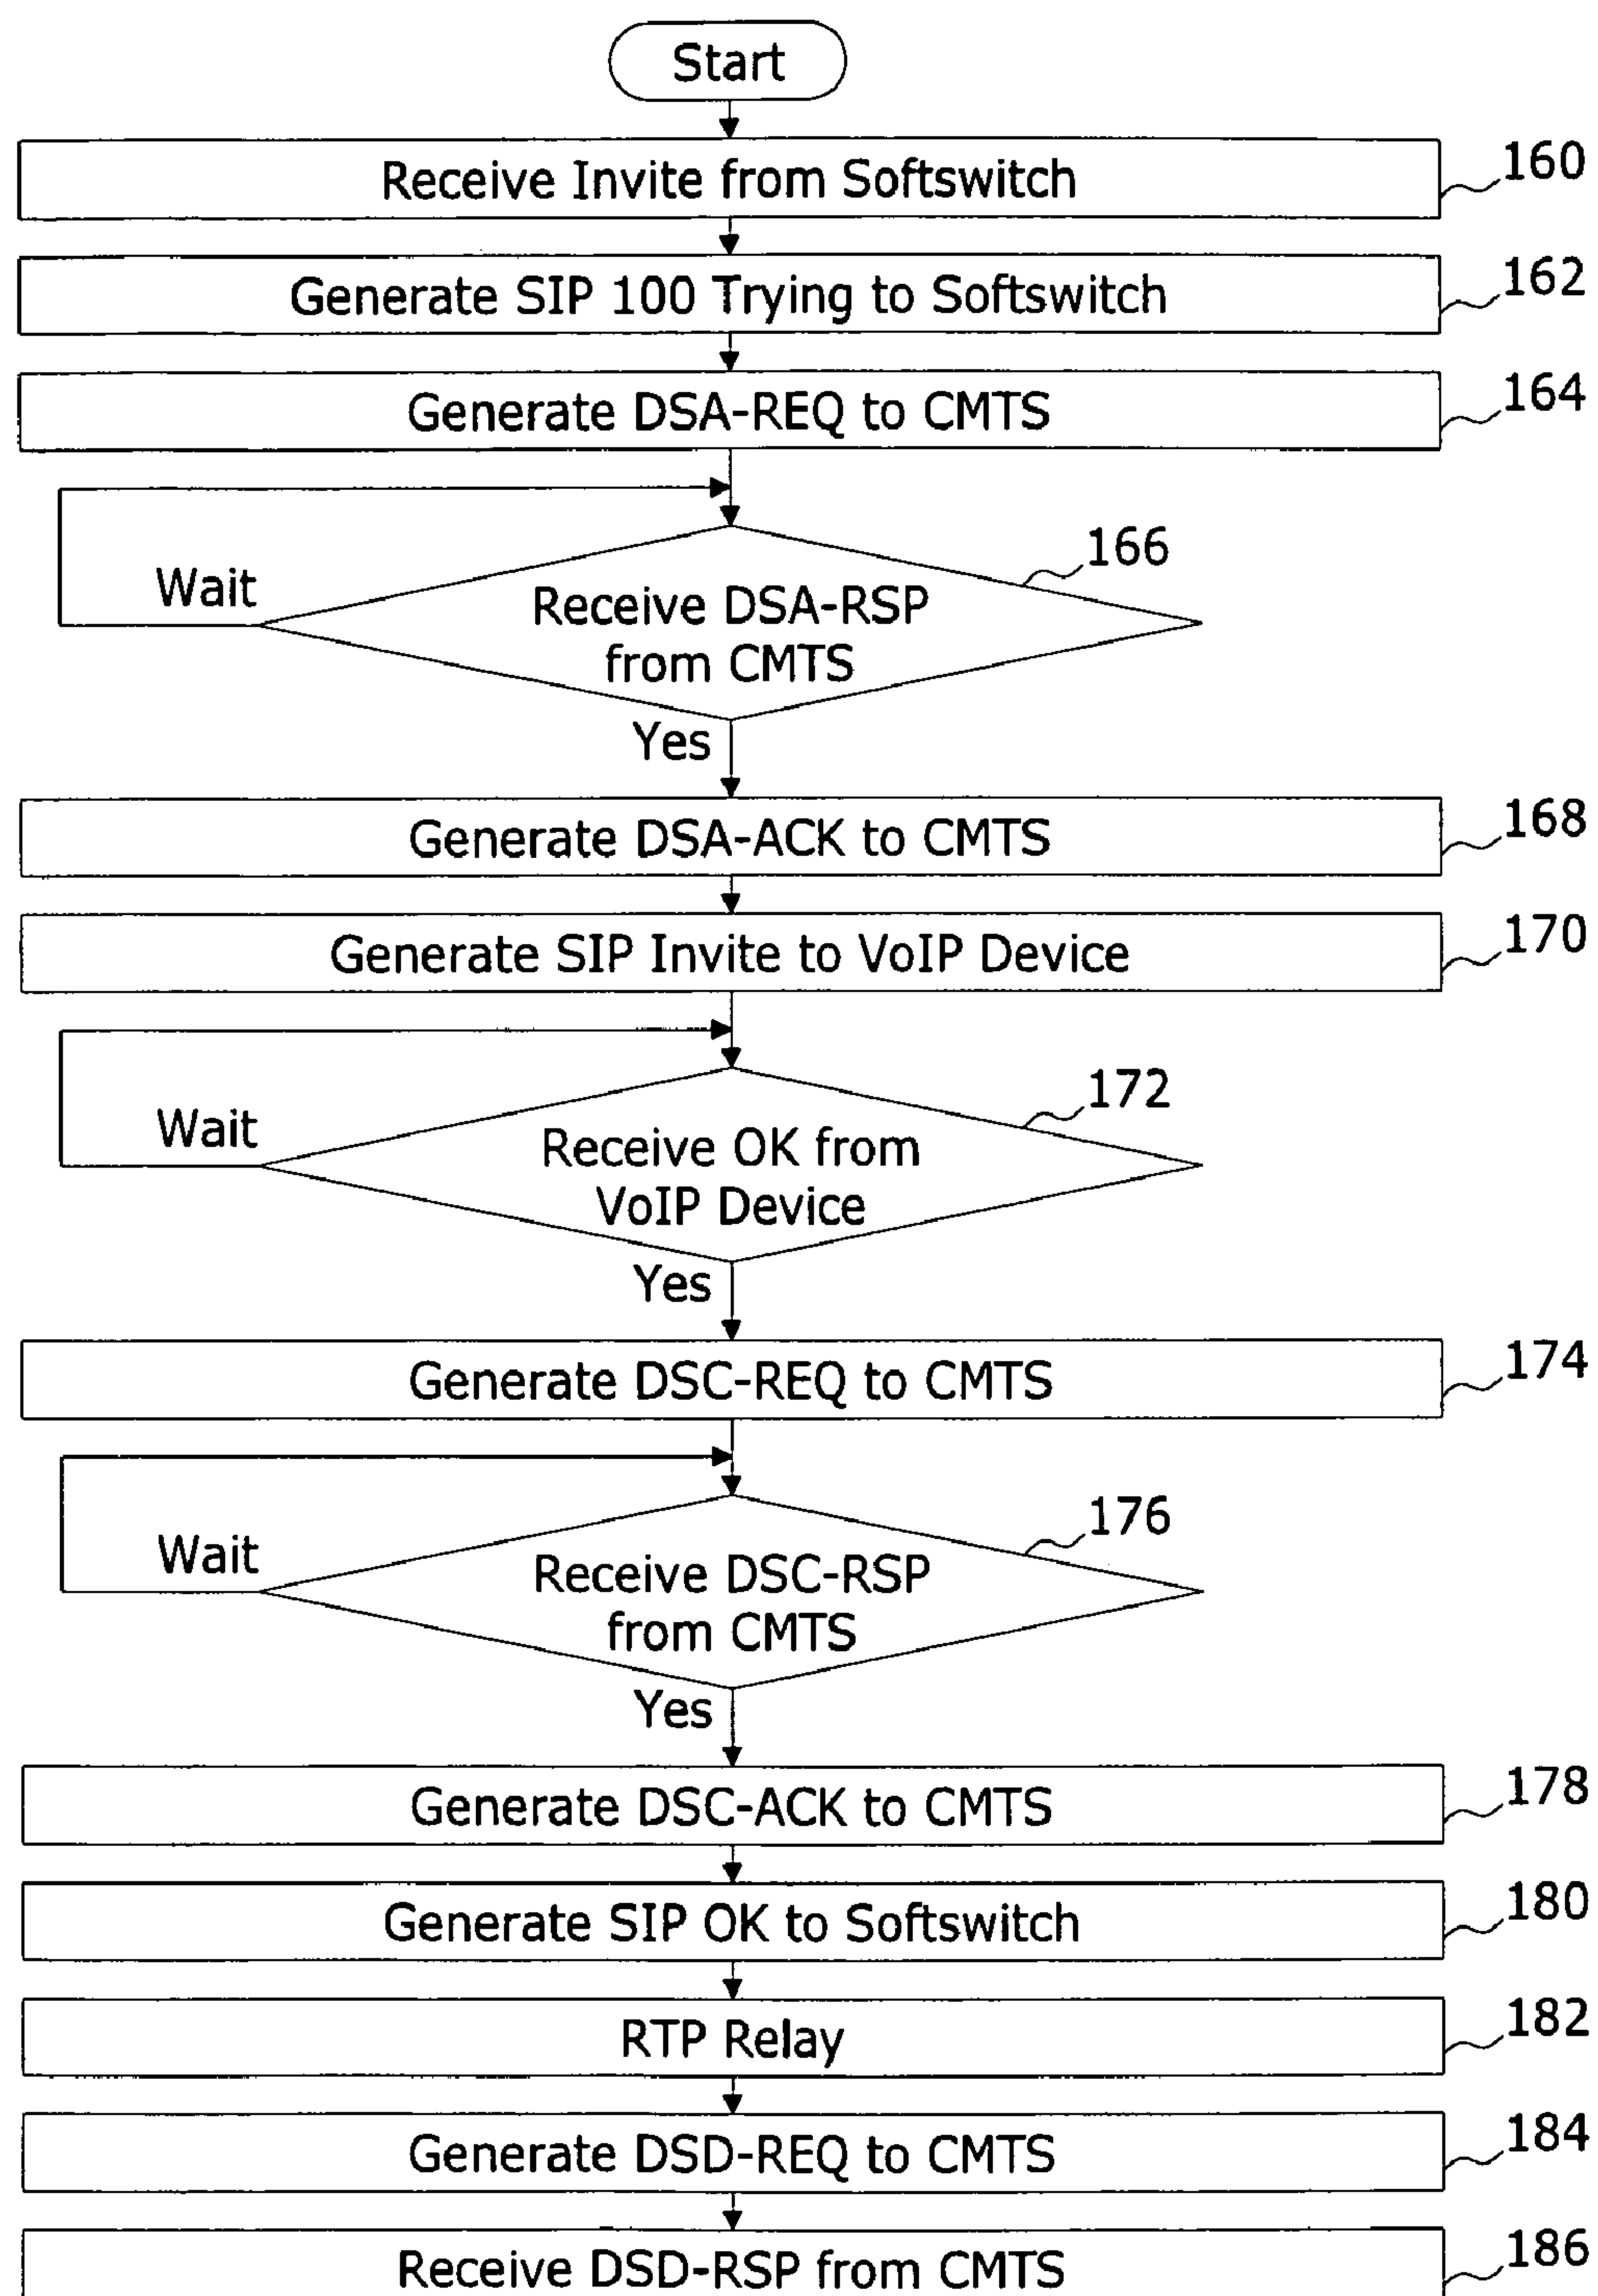 Start
Receive Invite from Softswitch
160
Generate SIP 100 Trying to Softswitch
162
Generate DSA-REQ to CMTS
164
166
Wait
Receive DSA-RSP
from CMTS
Yes
Generate DSA-ACK to CMTS
168
Generate SIP Invite to VoIP Device
170
172
Wait
Receive OK from
VoIP Device
Yes
Generate DSC-REQ to CMTS
174
176
Wait
Receive DSC-RSP
from CMTS
Yes
Generate DSC-ACK to CMTS
178
Generate SIP OK to Softswitch
180
RTP Relay
182
Generate DSD-REQ to CMTS
184
Receive DSD-RSP from CMTS
186